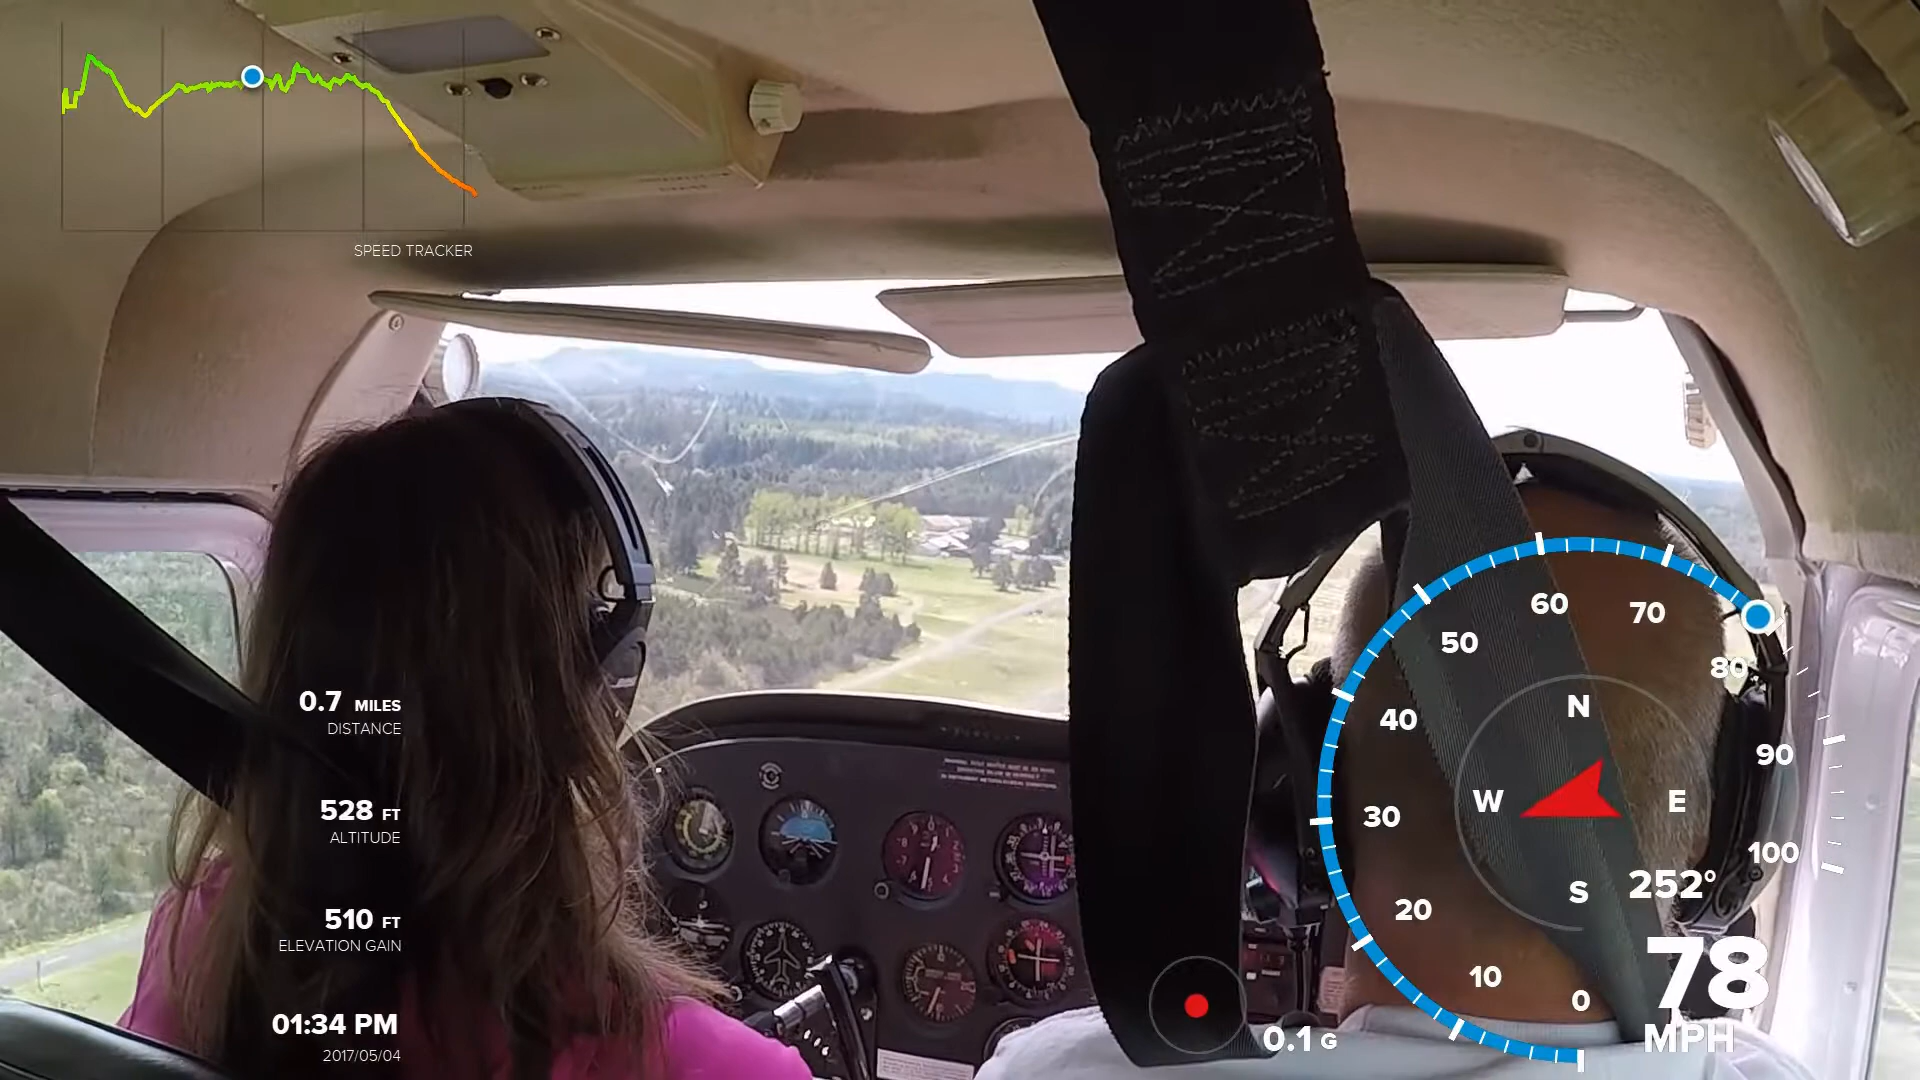 SPEED TRACKER
0.7 MILES
DISTANCE
528 FT
ALTITUDE
510 FT
ELEVATION GAIN
01:34 PM
2017/05/04
0.1 G
0
10
20
30
40
50
60
70
80
90
100
N
W
E
S
252°
78
MPH